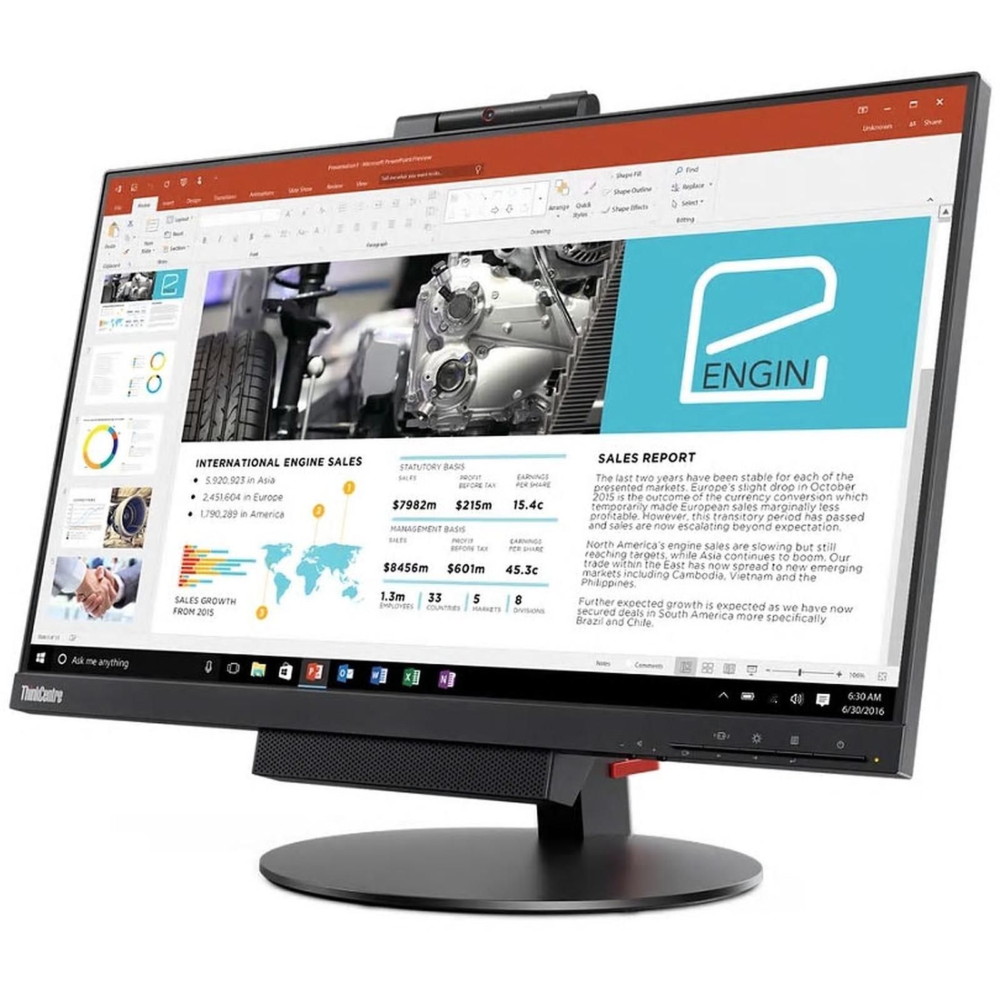 Presentation1 - Microsoft PowerPoint Preview
Unknown
Share
File
Home
Insert
Design
Transitions
Animations
Slide Show
Review
View
Tell me what you want to do...
Paste
New
Slide
Layout
Reset
Section
Clipboard
Slides
Font
Paragraph
Arrange
Quick
Styles
Shape Fill
Shape Outline
Shape Effects
Drawing
Find
Replace
Select
Editing
ENGIN
INTERNATIONAL ENGINE SALES
• 5,920,923 in Asia
• 2,451,604 in Europe
• 1,790,289 in America
1
2
3
SALES GROWTH
FROM 2015
STATUTORY BASIS
SALES PROFIT BEFORE TAX EARNINGS PER SHARE
$7982m $215m 15.4c
MANAGEMENT BASIS
SALES PROFIT BEFORE TAX EARNINGS PER SHARE
$8456m $601m 45.3c
1.3m 33 5 8
EMPLOYEES COUNTRIES MARKETS DIVISIONS
SALES REPORT
The last two years have been stable for each of the
presented markets. Europe's slight drop in October
2015 is the outcome of the currency conversion which
temporarily made European sales marginally less
profitable. However, this transitory period has passed
and sales are now escalating beyond expectation.
North America's engine sales are slowing but still
reaching targets, while Asia continues to boom. Our
trade within the East has now spread to new emerging
markets including Cambodia, Vietnam and the
Philippines.
Further expected growth is expected as we have now
secured deals in South America more specifically
Brazil and Chile.
Notes
Comments
106%
Ask me anything
6:30 AM
6/30/2016
ThinkCentre